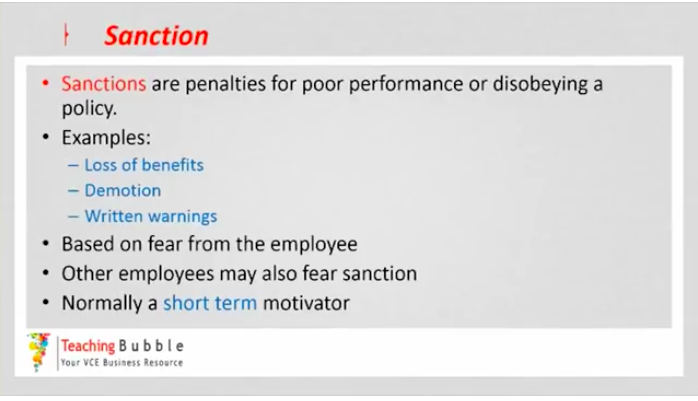 Sanction
• Sanctions are penalties for poor performance or disobeying a
policy.
• Examples:
– Loss of benefits
– Demotion
– Written warnings
• Based on fear from the employee
• Other employees may also fear sanction
• Normally a short term motivator
Teaching Bubble
Your VCE Business Resource